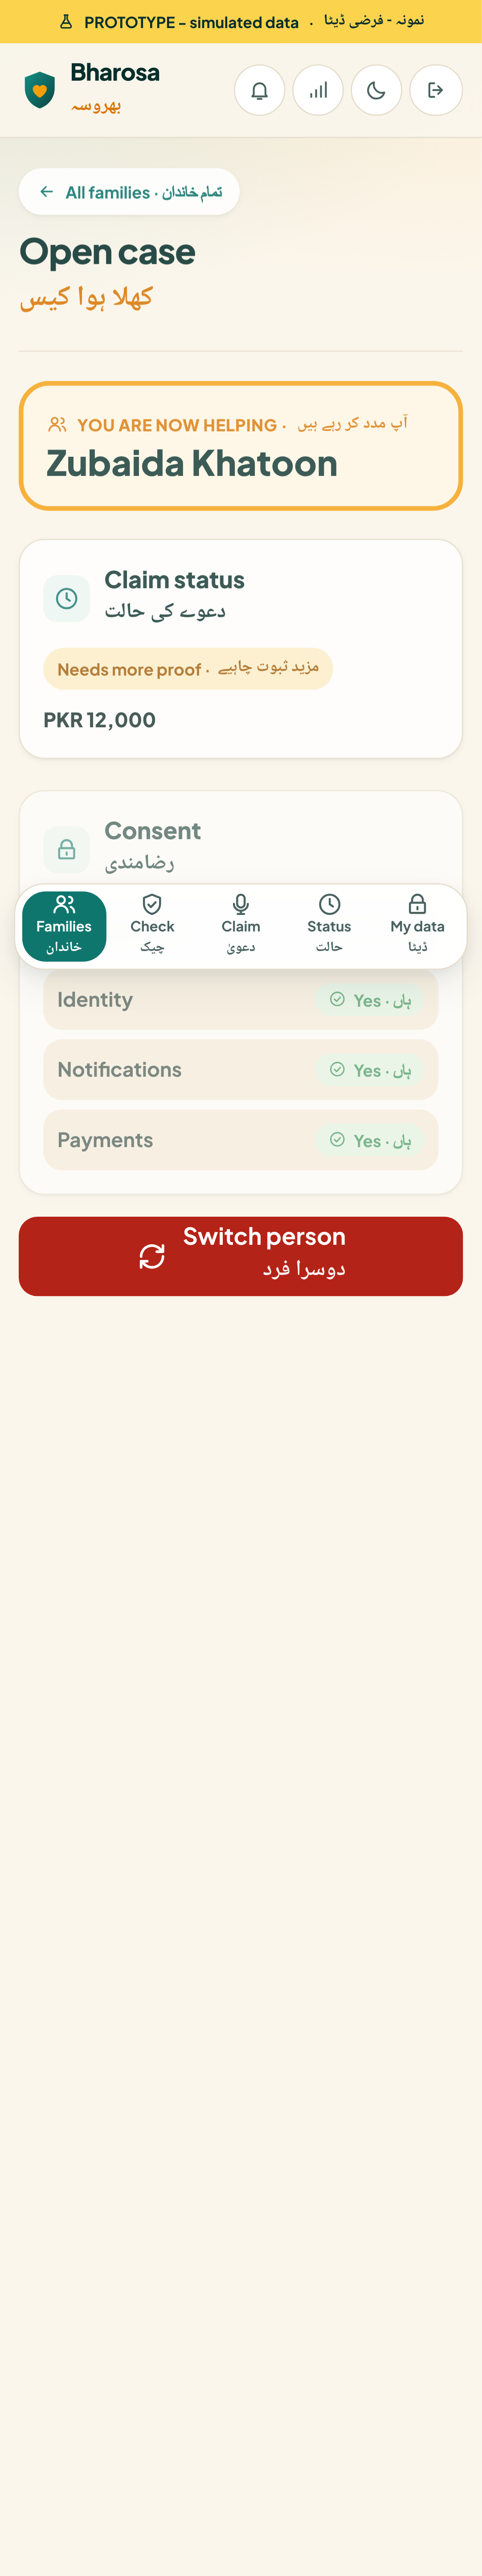 PROTOTYPE – simulated data · نمونہ - فرضی ڈیٹا
Bharosa
بھروسہ
All families · تمام خاندان
Open case
کھلا ہوا کیس
YOU ARE NOW HELPING · آپ مدد کر رہے ہیں
Zubaida Khatoon
Claim status
دعوے کی حالت
Needs more proof · مزید ثبوت چاہیے
PKR 12,000
Consent
رضامندی
Families
خاندان
Check
چیک
Claim
دعویٰ
Status
حالت
My data
ڈیٹا
Identity
Yes · ہاں
Notifications
Yes · ہاں
Payments
Yes · ہاں
Switch person
دوسرا فرد